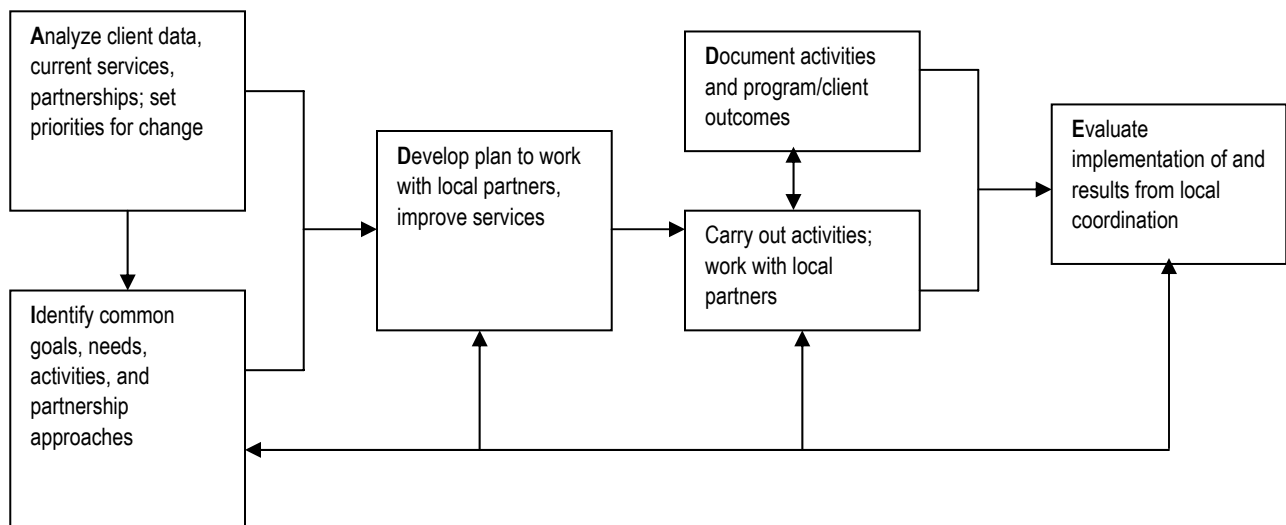 Analyze client data,
current services,
partnerships; set
priorities for change
Identify common
goals, needs,
activities, and
partnership
approaches
Develop plan to work
with local partners,
improve services
Document activities
and program/client
outcomes
Carry out activities;
work with local
partners
Evaluate
implementation of and
results from local
coordination